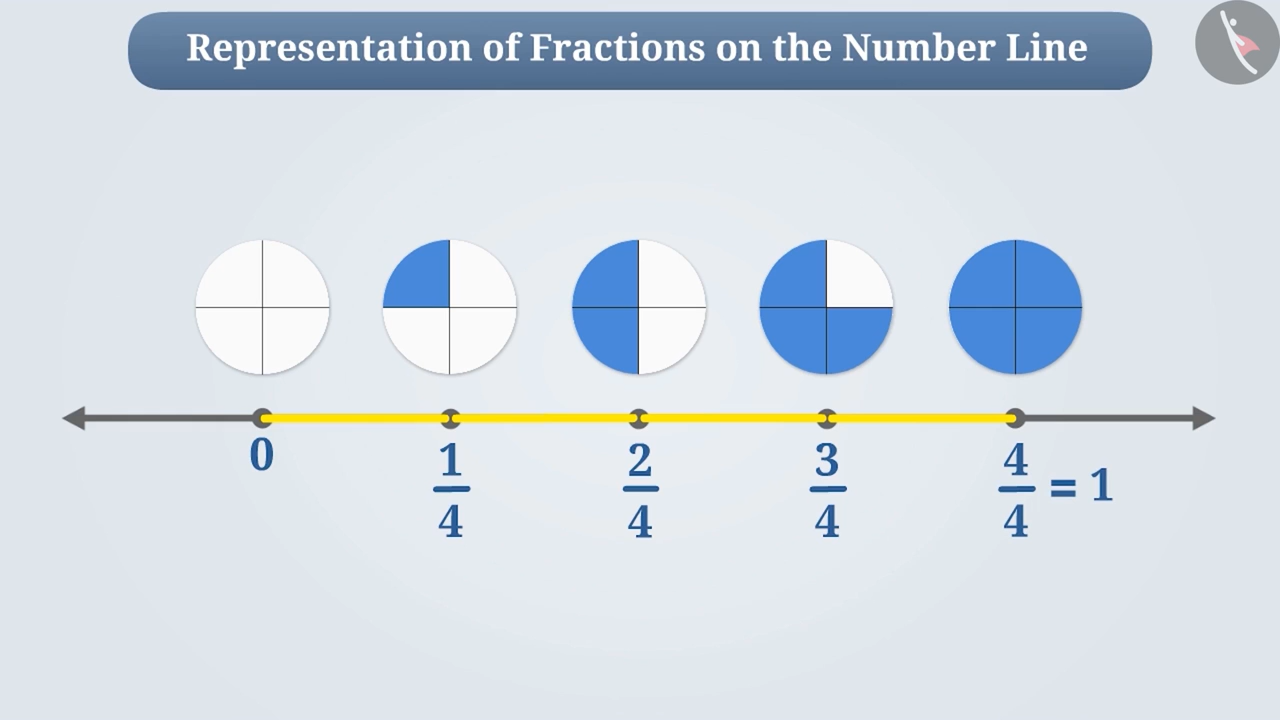 Representation of Fractions on the Number Line
0 1/4 2/4 3/4 4/4 = 1